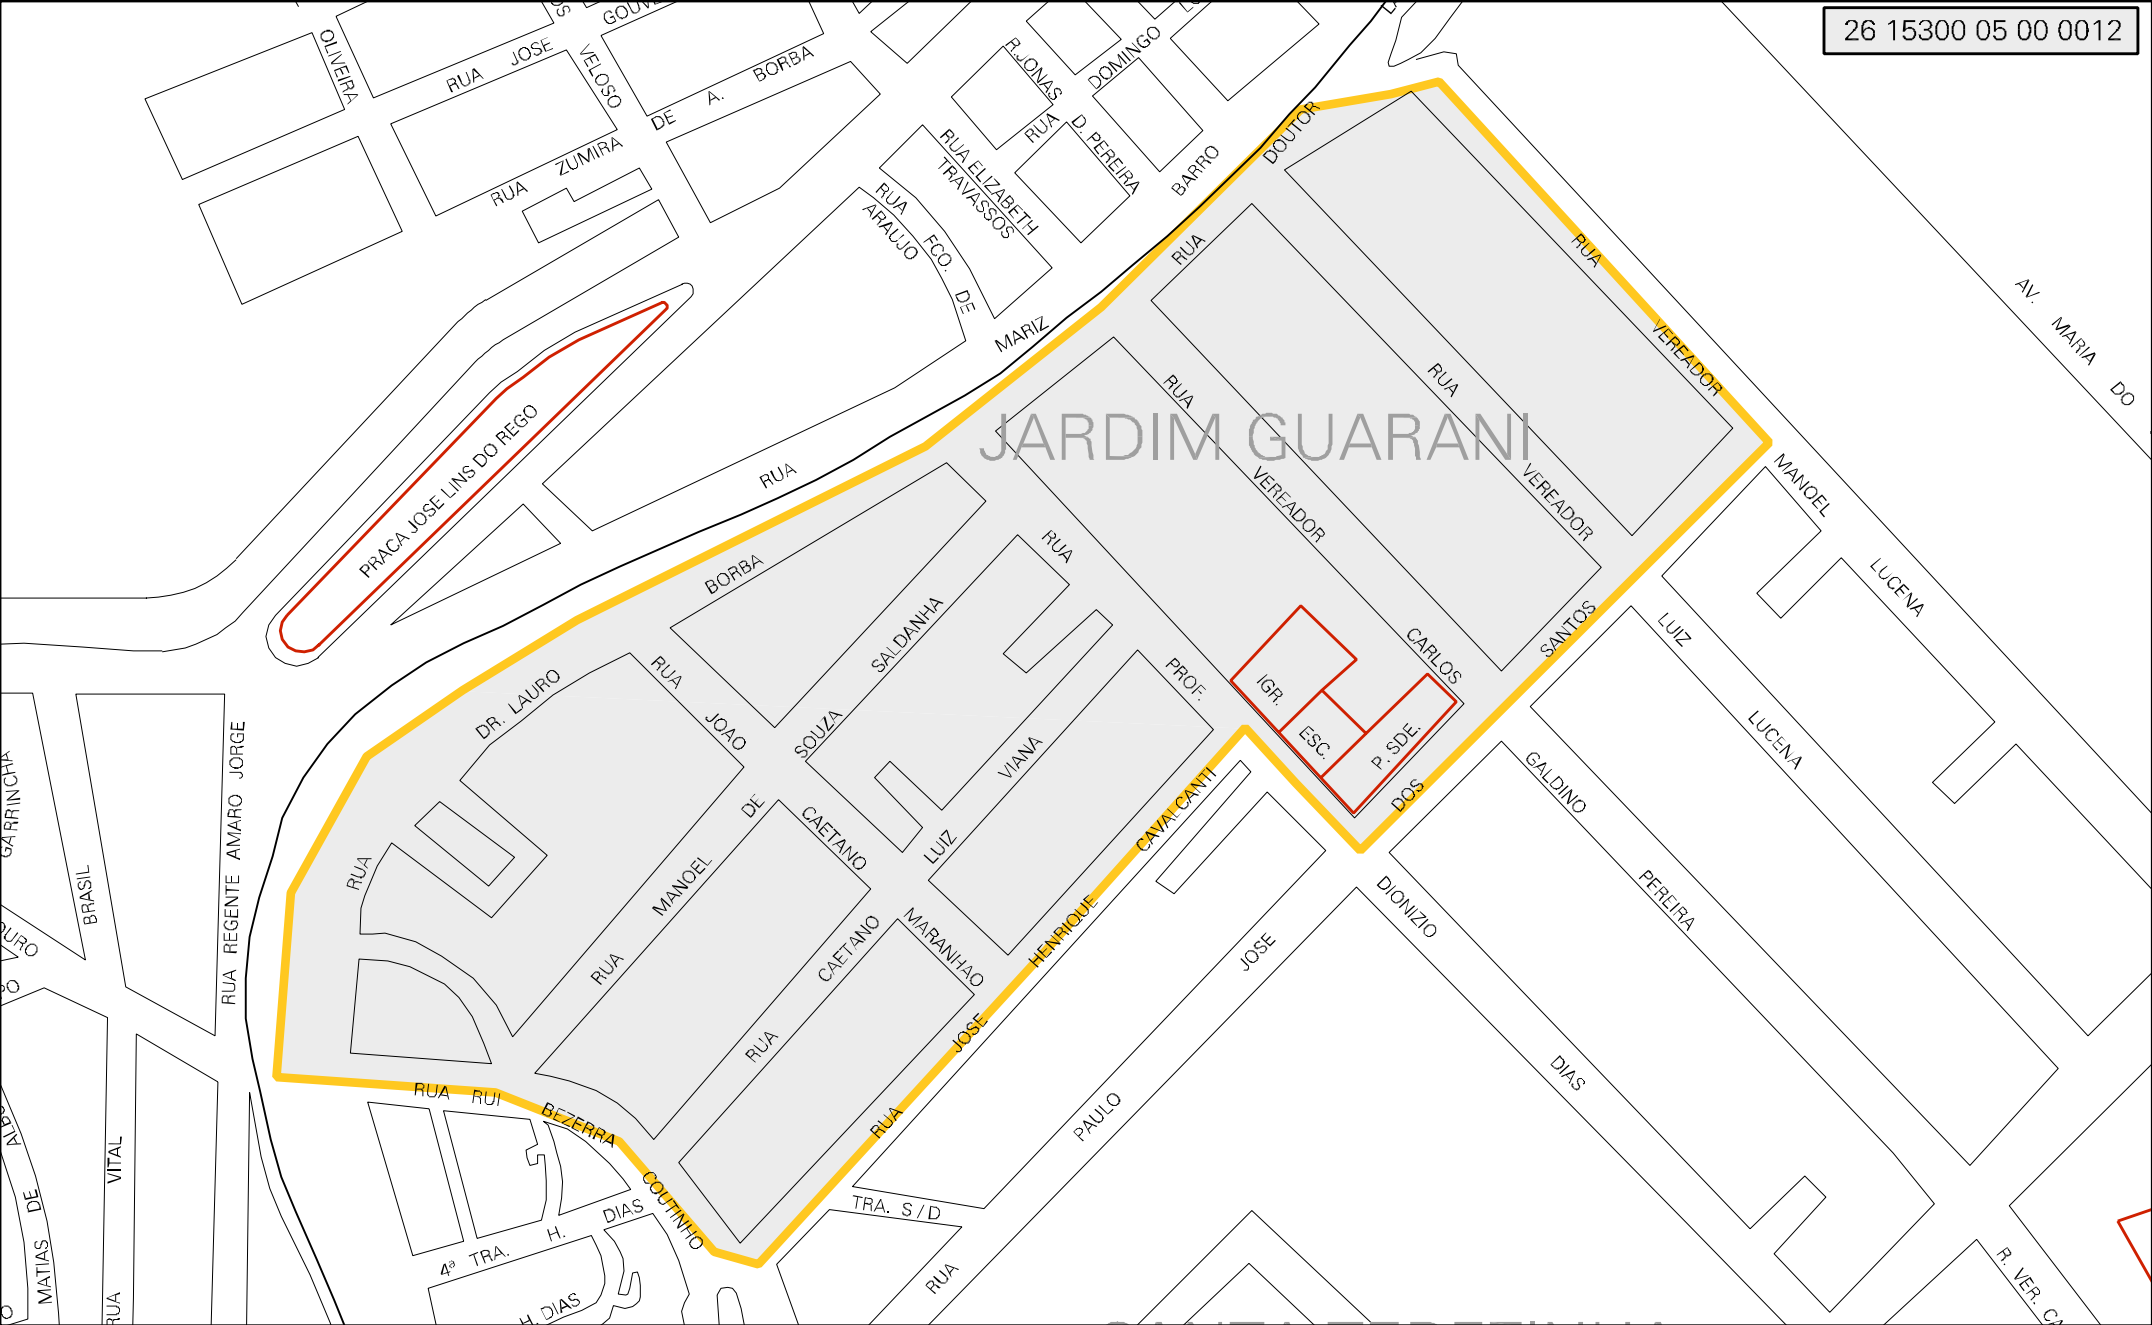 26 15300 05 00 0012
OLIVEIRA
RUA JOSE
VELOSO
DE A. BORBA
RUA ZUMIRA
R.JONAS
DOMINGO
RUA
D. PEREIRA
RUA ELIZABETH
TRAVASSOS
RUA FCO. DE
ARAUJO
RUA MARIZ BARRO
PRACA JOSE LINS DO REGO
JARDIM GUARANI
RUA DR. LAURO BORBA
RUA DOUTOR
RUA VEREADOR MANOEL LUCENA
AV. MARIA DO
RUA VEREADOR LUIZ LUCENA
RUA VEREADOR CARLOS
GALDINO PEREIRA
RUA PROF.
DIONIZIO DIAS
DOS SANTOS
IGR.
ESC.
P. SDE.
RUA JOAO CAETANO MARANHAO
RUA MANOEL DE SOUZA SALDANHA
RUA CAETANO LUIZ VIANA
RUA JOSE HENRIQUE CAVALCANTI
RUA PAULO JOSE
TRA. S/D
RUA RUI BEZERRA COUTINHO
4ª TRA. H. DIAS
H. DIAS
RUA REGENTE AMARO JORGE
GARRINCHA
BRASIL
RUA VITAL
MATIAS DE
R. VER.